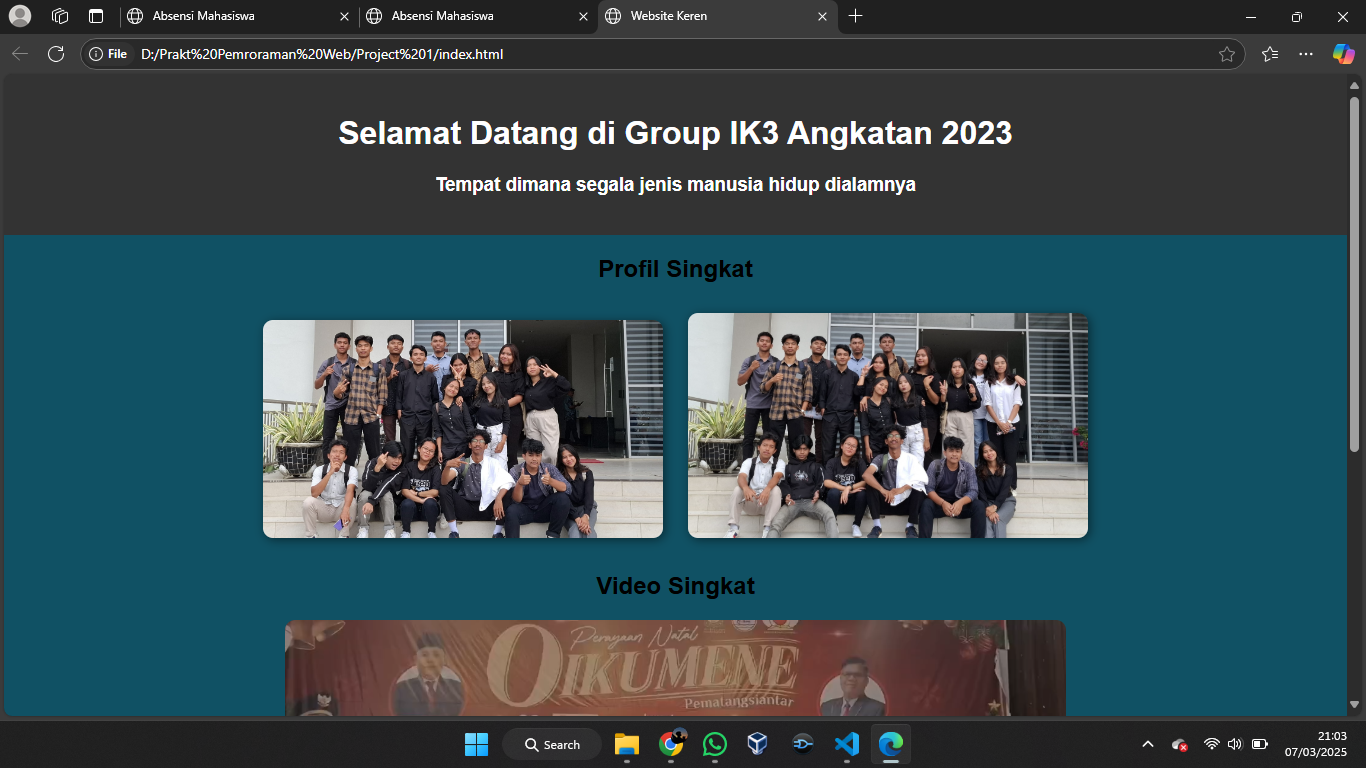 Absensi Mahasiswa
Absensi Mahasiswa
Website Keren
File
D:/Prakt%20Pemroraman%20Web/Project%201/index.html
Selamat Datang di Group IK3 Angkatan 2023
Tempat dimana segala jenis manusia hidup dialamnya
Profil Singkat
Video Singkat
Perayaan Natal
OIKUMENE
Pematangsiantar
Search
21:03
07/03/2025